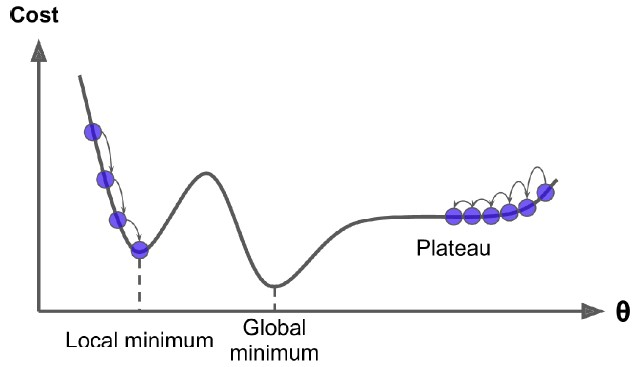 Cost
Plateau
θ
Local minimum
Global
minimum